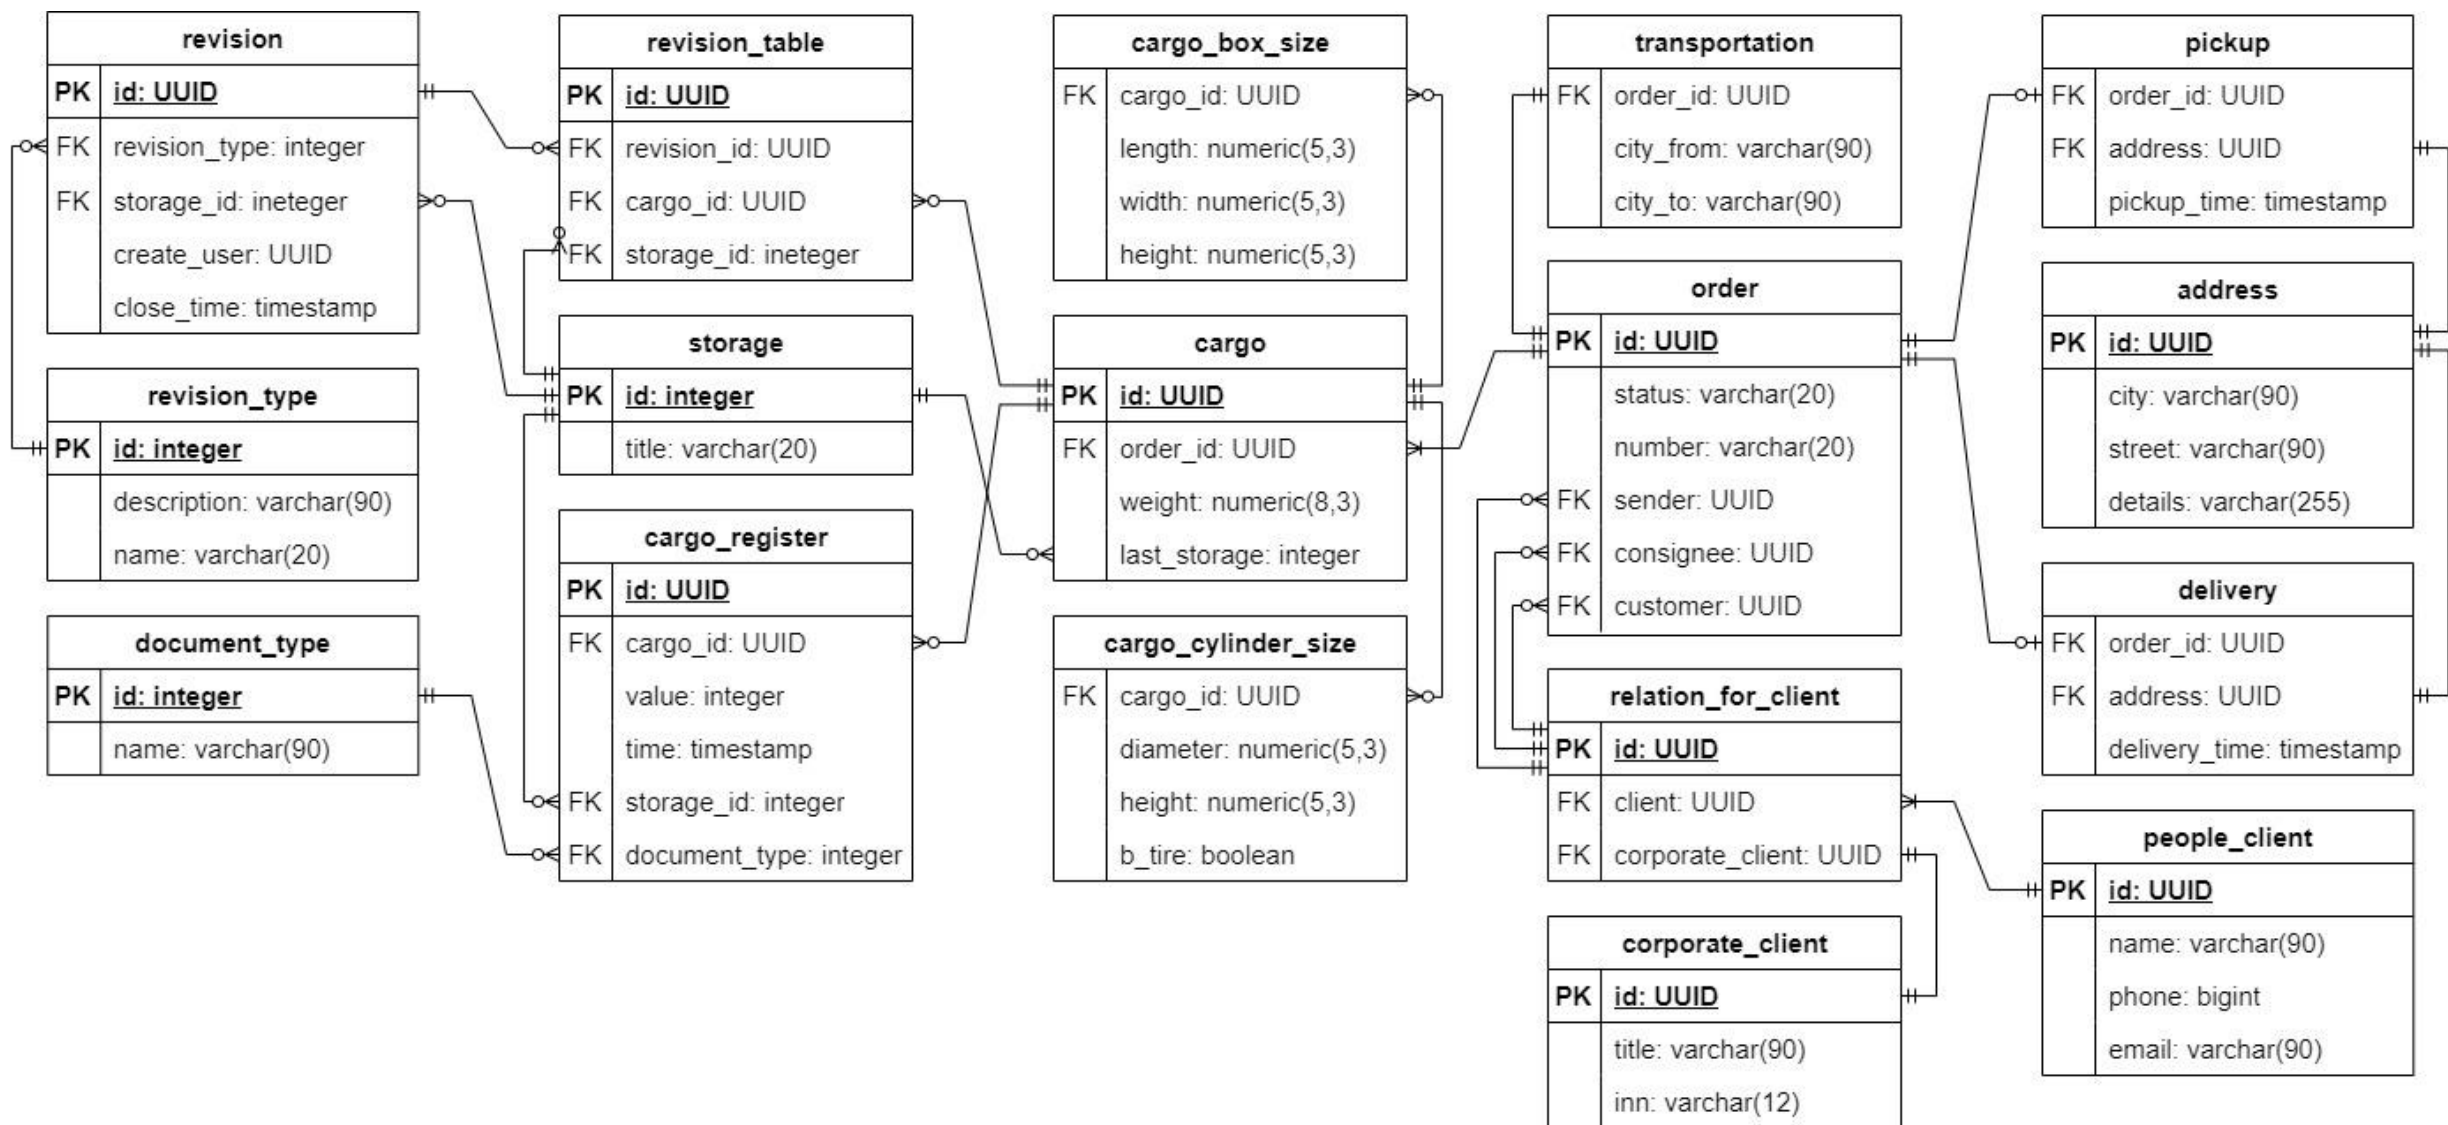 revision
PK id: UUID
FK revision_type: integer
FK storage_id: ineteger
create_user: UUID
close_time: timestamp
revision_type
PK id: integer
description: varchar(90)
name: varchar(20)
document_type
PK id: integer
name: varchar(90)
revision_table
PK id: UUID
FK revision_id: UUID
FK cargo_id: UUID
FK storage_id: ineteger
storage
PK id: integer
title: varchar(20)
cargo_register
PK id: UUID
FK cargo_id: UUID
value: integer
time: timestamp
FK storage_id: integer
FK document_type: integer
cargo_box_size
FK cargo_id: UUID
length: numeric(5,3)
width: numeric(5,3)
height: numeric(5,3)
cargo
PK id: UUID
FK order_id: UUID
weight: numeric(8,3)
last_storage: integer
cargo_cylinder_size
FK cargo_id: UUID
diameter: numeric(5,3)
height: numeric(5,3)
b_tire: boolean
transportation
FK order_id: UUID
city_from: varchar(90)
city_to: varchar(90)
order
PK id: UUID
status: varchar(20)
number: varchar(20)
FK sender: UUID
FK consignee: UUID
FK customer: UUID
relation_for_client
PK id: UUID
FK client: UUID
FK corporate_client: UUID
corporate_client
PK id: UUID
title: varchar(90)
inn: varchar(12)
pickup
FK order_id: UUID
FK address: UUID
pickup_time: timestamp
address
PK id: UUID
city: varchar(90)
street: varchar(90)
details: varchar(255)
delivery
FK order_id: UUID
FK address: UUID
delivery_time: timestamp
people_client
PK id: UUID
name: varchar(90)
phone: bigint
email: varchar(90)